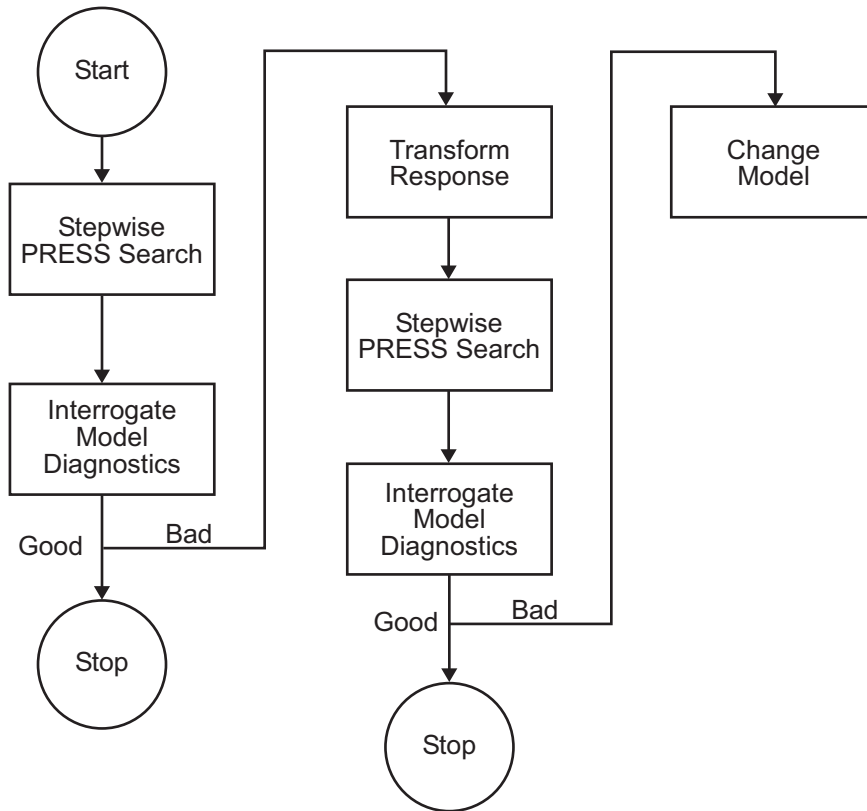 Start
Stepwise
PRESS Search
Interrogate
Model
Diagnostics
Good
Bad
Stop
Transform
Response
Stepwise
PRESS Search
Interrogate
Model
Diagnostics
Good
Bad
Stop
Change
Model